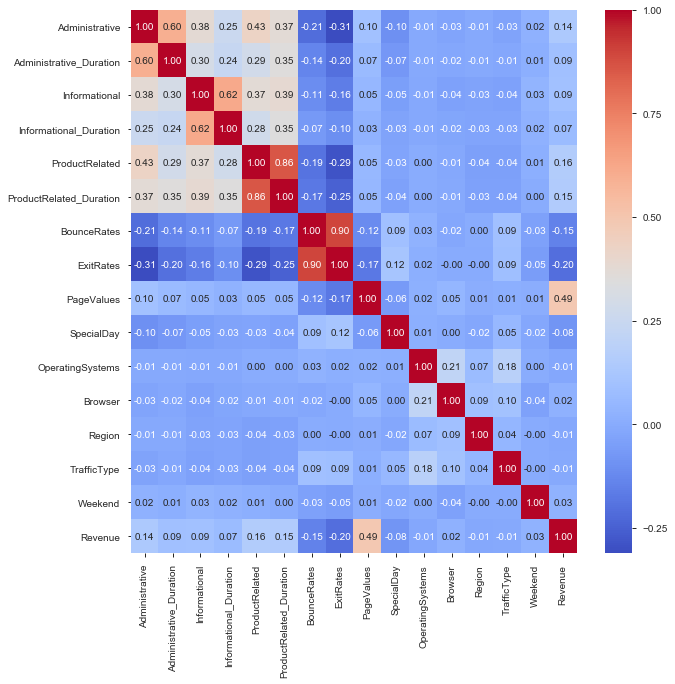 Administrative 1.00 0.60 0.38 0.25 0.43 0.37 -0.21 -0.31 0.10 -0.10 -0.01 -0.03 -0.01 -0.03 0.02 0.14
Administrative_Duration 0.60 1.00 0.30 0.24 0.29 0.35 -0.14 -0.20 0.07 -0.07 -0.01 -0.02 -0.01 -0.01 0.01 0.09
Informational 0.38 0.30 1.00 0.62 0.37 0.39 -0.11 -0.16 0.05 -0.05 -0.01 -0.04 -0.03 -0.04 0.03 0.09
Informational_Duration 0.25 0.24 0.62 1.00 0.28 0.35 -0.07 -0.10 0.03 -0.03 -0.01 -0.02 -0.03 -0.03 0.02 0.07
ProductRelated 0.43 0.29 0.37 0.28 1.00 0.86 -0.19 -0.29 0.05 -0.03 0.00 -0.01 -0.04 -0.04 0.01 0.16
ProductRelated_Duration 0.37 0.35 0.39 0.35 0.86 1.00 -0.17 -0.25 0.05 -0.04 0.00 -0.01 -0.03 -0.04 0.00 0.15
BounceRates -0.21 -0.14 -0.11 -0.07 -0.19 -0.17 1.00 0.90 -0.12 0.09 0.03 -0.02 0.00 0.09 -0.03 -0.15
ExitRates -0.31 -0.20 -0.16 -0.10 -0.29 -0.25 0.90 1.00 -0.17 0.12 0.02 -0.00 -0.00 0.09 -0.05 -0.20
PageValues 0.10 0.07 0.05 0.03 0.05 0.05 -0.12 -0.17 1.00 -0.06 0.02 0.05 0.01 0.01 0.01 0.49
SpecialDay -0.10 -0.07 -0.05 -0.03 -0.03 -0.04 0.09 0.12 -0.06 1.00 0.01 0.00 -0.02 0.05 -0.02 -0.08
OperatingSystems -0.01 -0.01 -0.01 -0.01 0.00 0.00 0.03 0.02 0.02 0.01 1.00 0.21 0.07 0.18 0.00 -0.01
Browser -0.03 -0.02 -0.04 -0.02 -0.01 -0.01 -0.02 -0.00 0.05 0.00 0.21 1.00 0.09 0.10 -0.04 0.02
Region -0.01 -0.01 -0.03 -0.03 -0.04 -0.03 0.00 -0.00 0.01 -0.02 0.07 0.09 1.00 0.04 -0.00 -0.01
TrafficType -0.03 -0.01 -0.04 -0.03 -0.04 -0.04 0.09 0.09 0.01 0.05 0.18 0.10 0.04 1.00 -0.00 -0.01
Weekend 0.02 0.01 0.03 0.02 0.01 0.00 -0.03 -0.05 0.01 -0.02 0.00 -0.04 -0.00 -0.00 1.00 0.03
Revenue 0.14 0.09 0.09 0.07 0.16 0.15 -0.15 -0.20 0.49 -0.08 -0.01 0.02 -0.01 -0.01 0.03 1.00
Administrative
Administrative_Duration
Informational
Informational_Duration
ProductRelated
ProductRelated_Duration
BounceRates
ExitRates
PageValues
SpecialDay
OperatingSystems
Browser
Region
TrafficType
Weekend
Revenue
1.00
0.75
0.50
0.25
0.00
-0.25